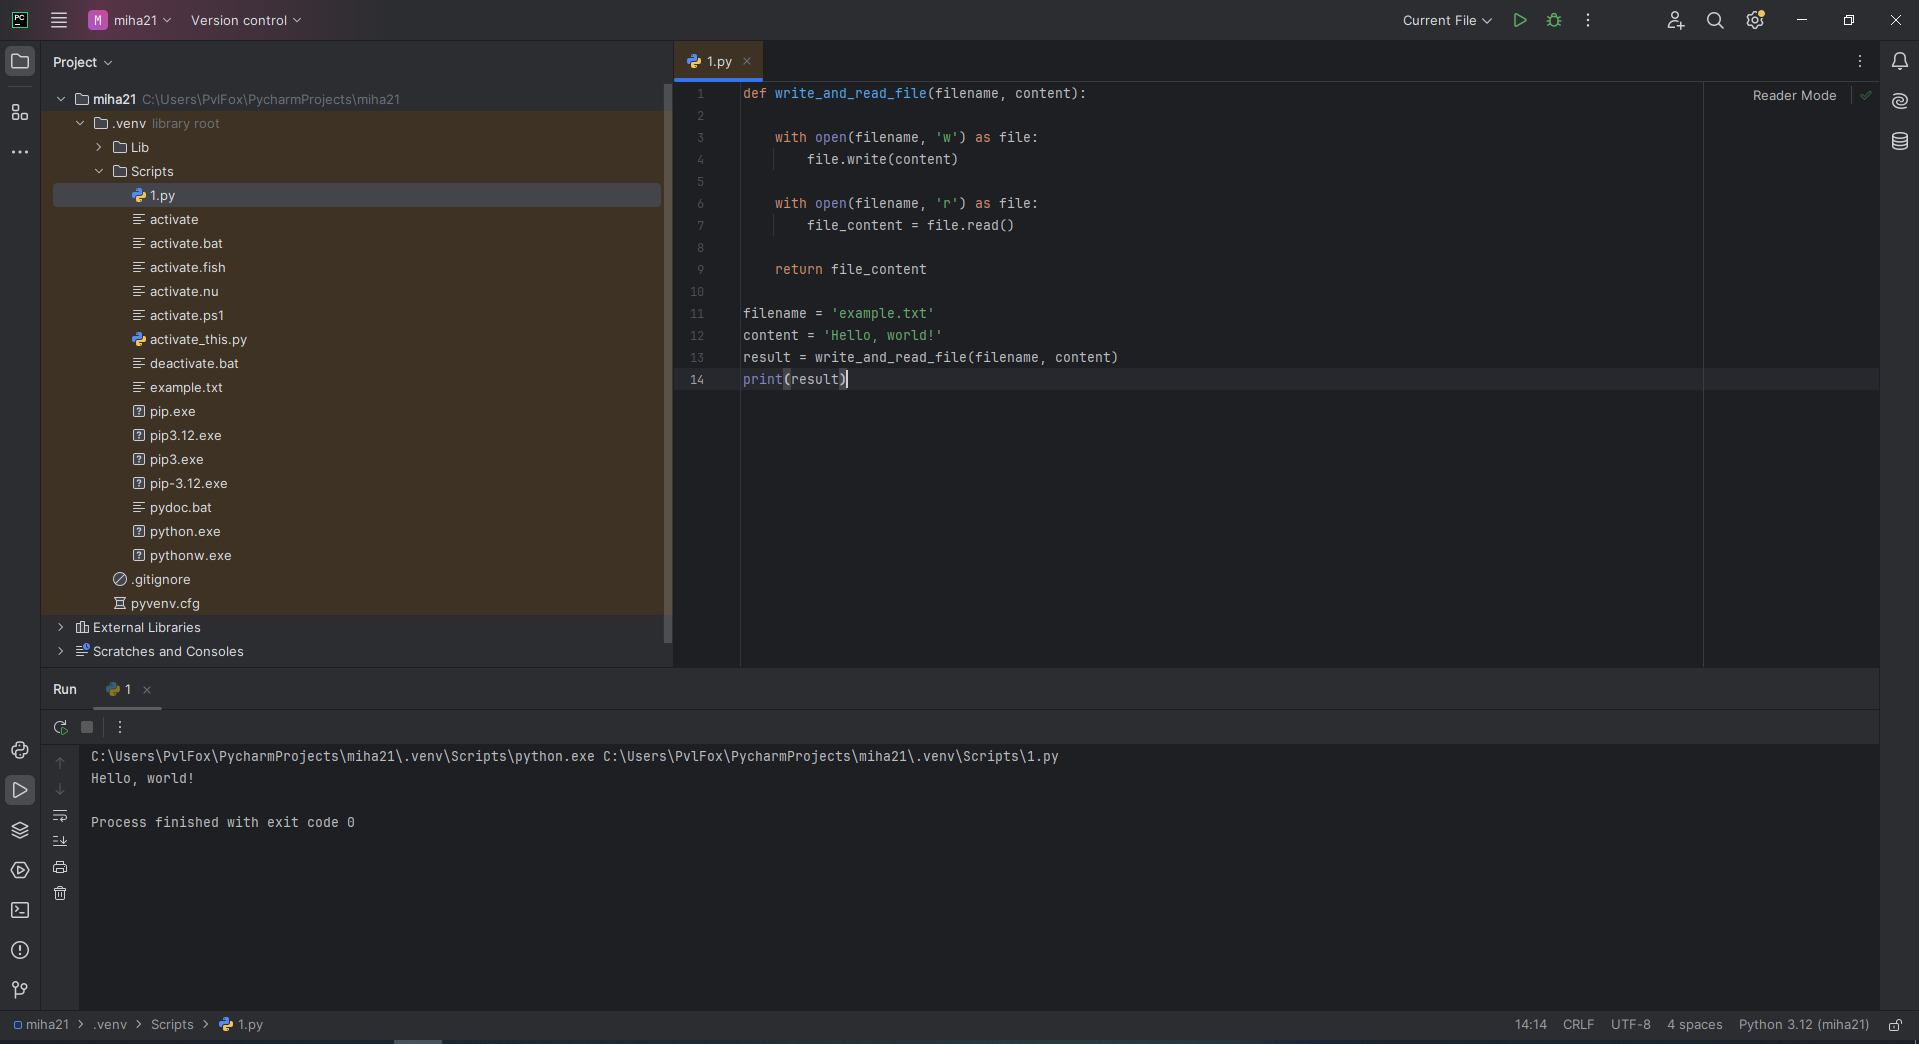 PC
M miha21 Version control
Current File
Project
miha21 C:\Users\PvlFox\PycharmProjects\miha21
.venv library root
Lib
Scripts
1.py
activate
activate.bat
activate.fish
activate.nu
activate.ps1
activate_this.py
deactivate.bat
example.txt
pip.exe
pip3.12.exe
pip3.exe
pip-3.12.exe
pydoc.bat
python.exe
pythonw.exe
.gitignore
pyvenv.cfg
External Libraries
Scratches and Consoles
1.py
Reader Mode
1 def write_and_read_file(filename, content):
2
3 with open(filename, 'w') as file:
4 file.write(content)
5
6 with open(filename, 'r') as file:
7 file_content = file.read()
8
9 return file_content
10
11 filename = 'example.txt'
12 content = 'Hello, world!'
13 result = write_and_read_file(filename, content)
14 print(result)
Run 1
C:\Users\PvlFox\PycharmProjects\miha21\.venv\Scripts\python.exe C:\Users\PvlFox\PycharmProjects\miha21\.venv\Scripts\1.py
Hello, world!
Process finished with exit code 0
miha21 > .venv > Scripts > 1.py
14:14 CRLF UTF-8 4 spaces Python 3.12 (miha21)